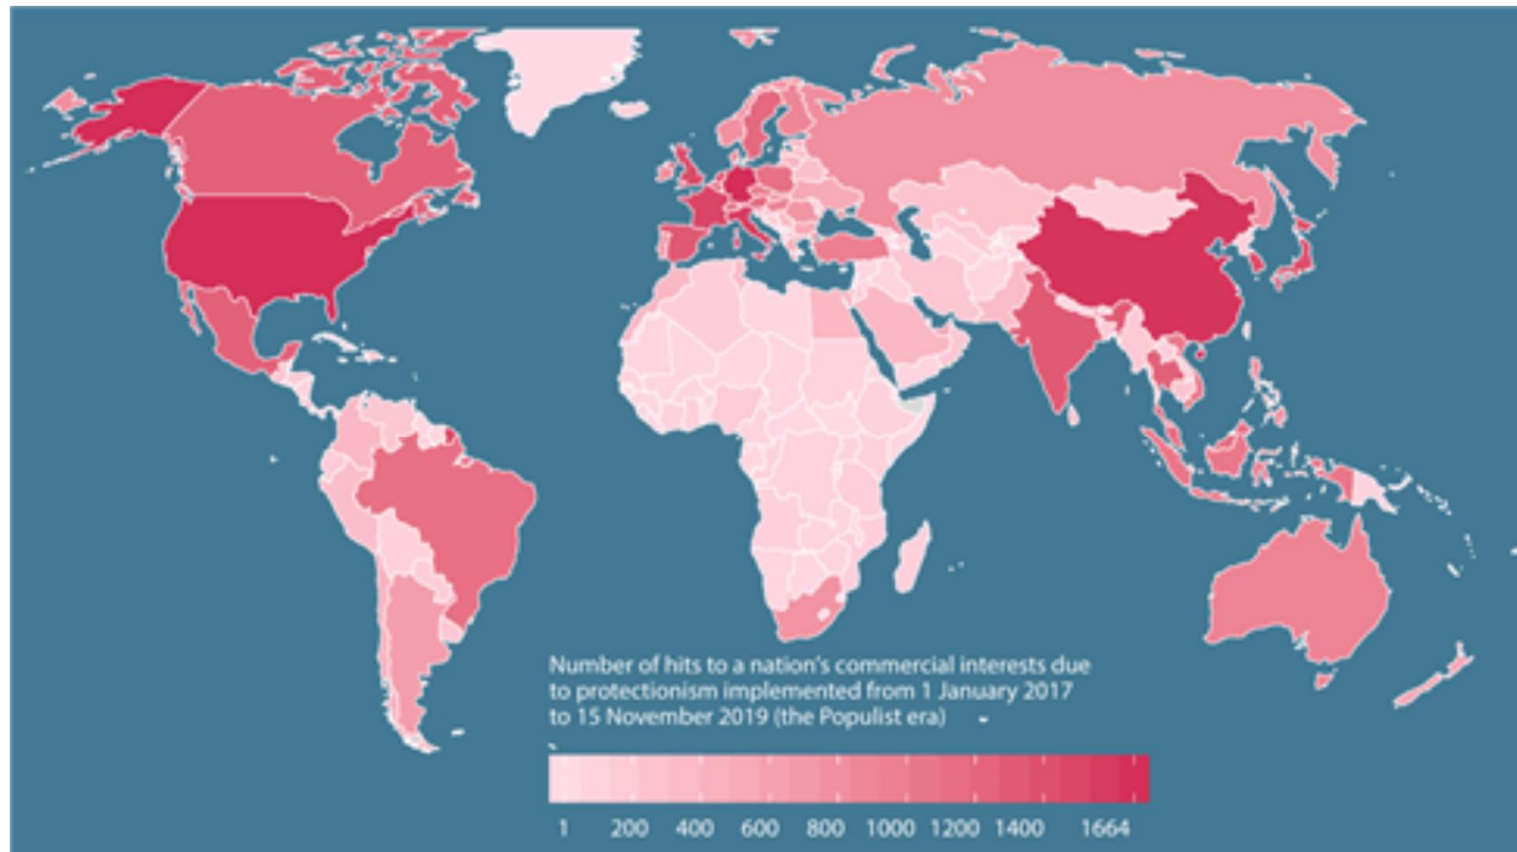 Number of hits to a nation's commercial interests due
to protectionism implemented from 1 January 2017
to 15 November 2019 (the Populist era)
1 200 400 600 800 1000 1200 1400 1664